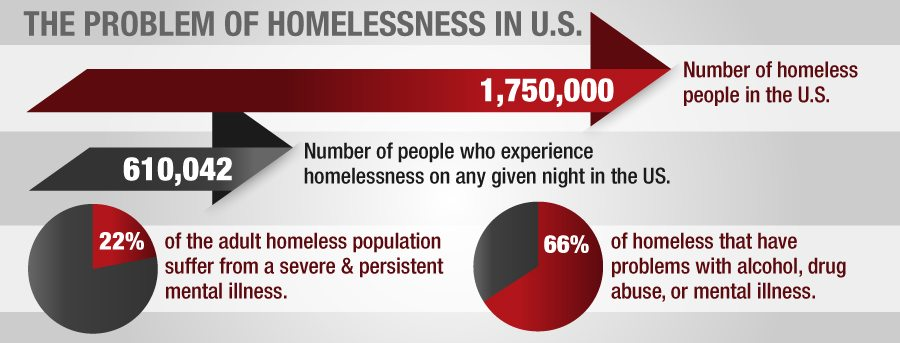 THE PROBLEM OF HOMELESSNESS IN U.S.
1,750,000
Number of homeless
people in the U.S.
610,042
Number of people who experience
homelessness on any given night in the US.
22%
of the adult homeless population
suffer from a severe & persistent
mental illness.
66%
of homeless that have
problems with alcohol, drug
abuse, or mental illness.